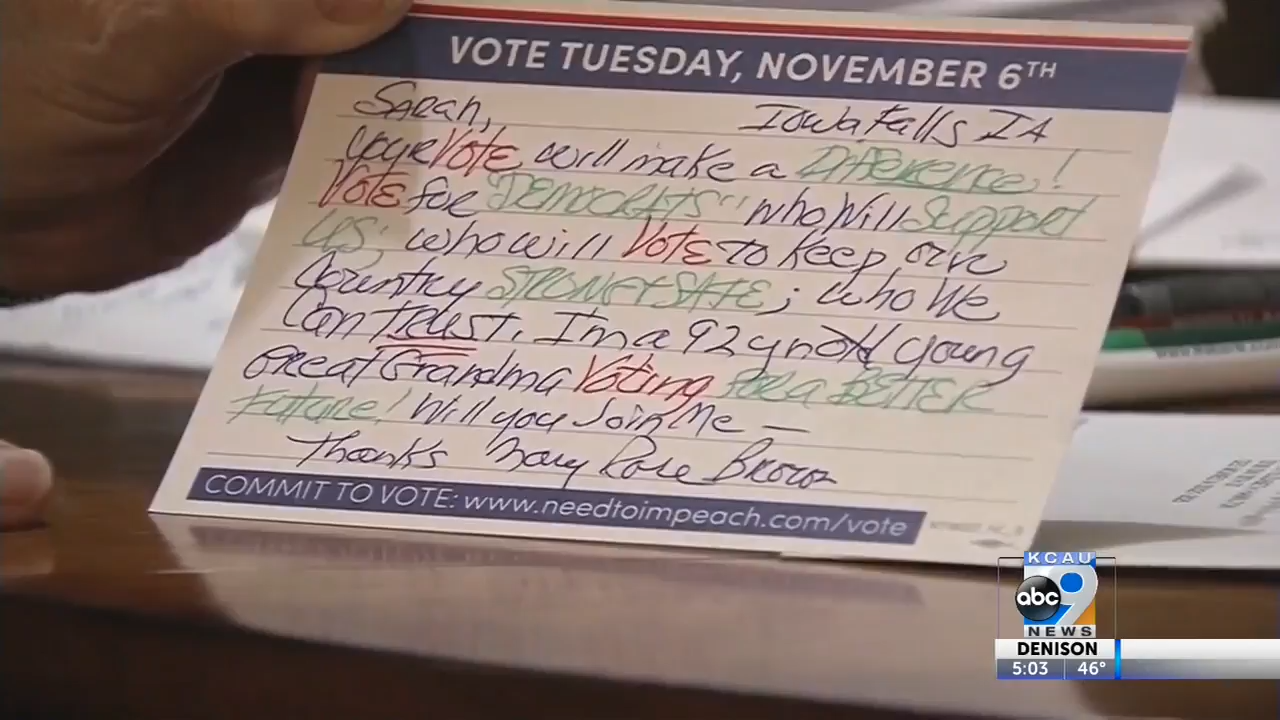 VOTE TUESDAY, NOVEMBER 6TH
Sarah, Iowa Falls IA
Your Vote will make a Difference!
Vote for "DEMOCRATS" who will Support
US; who will Vote to keep our
Country STRONG & SAFE; who We
Can TRUST. I'm a 92 yr old young
Great Grandma Voting for a BETTER
Future! Will you Join Me —
Thanks Mary Rose Brown
COMMIT TO VOTE: www.needtoimpeach.com/vote
KCAU
abc 9
NEWS
DENISON
5:03 46°